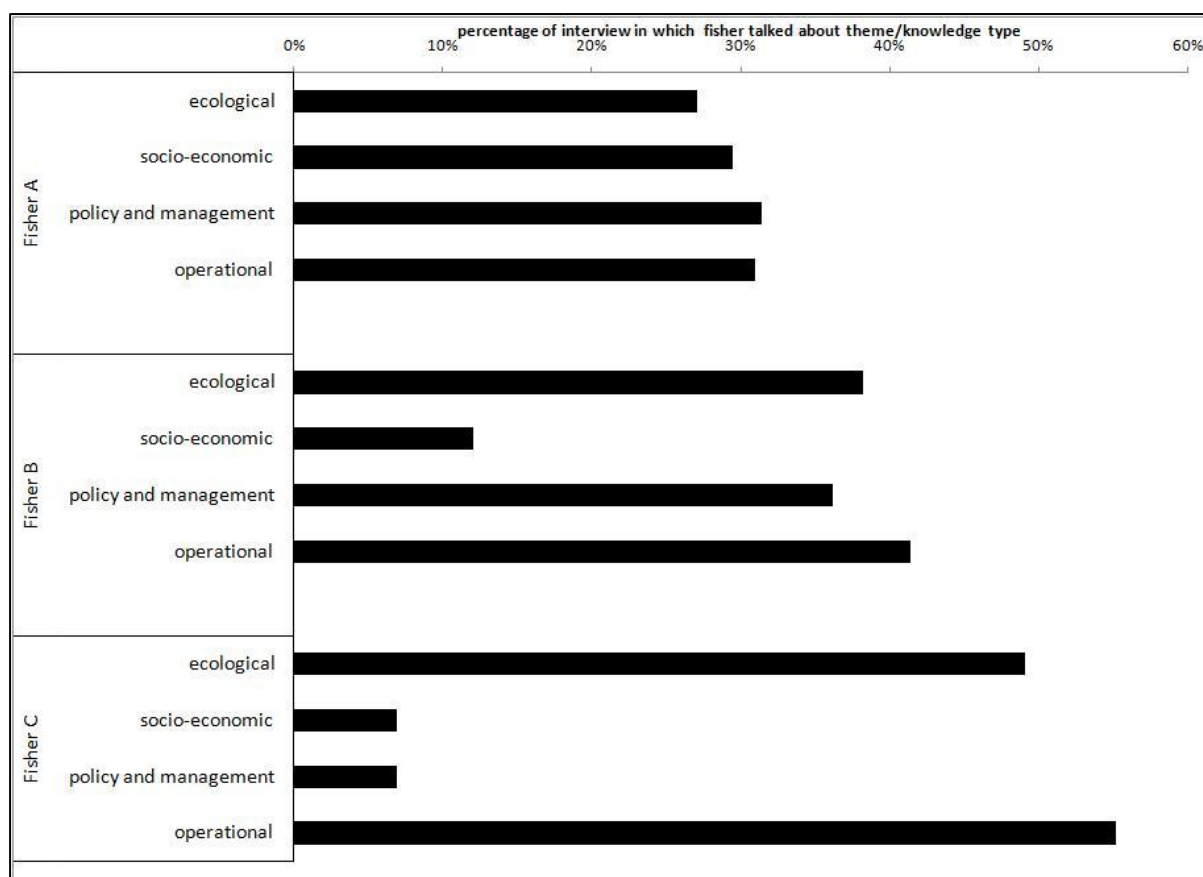 percentage of interview in which fisher talked about theme/knowledge type
0% 10% 20% 30% 40% 50% 60%
Fisher A
ecological
socio-economic
policy and management
operational
Fisher B
ecological
socio-economic
policy and management
operational
Fisher C
ecological
socio-economic
policy and management
operational